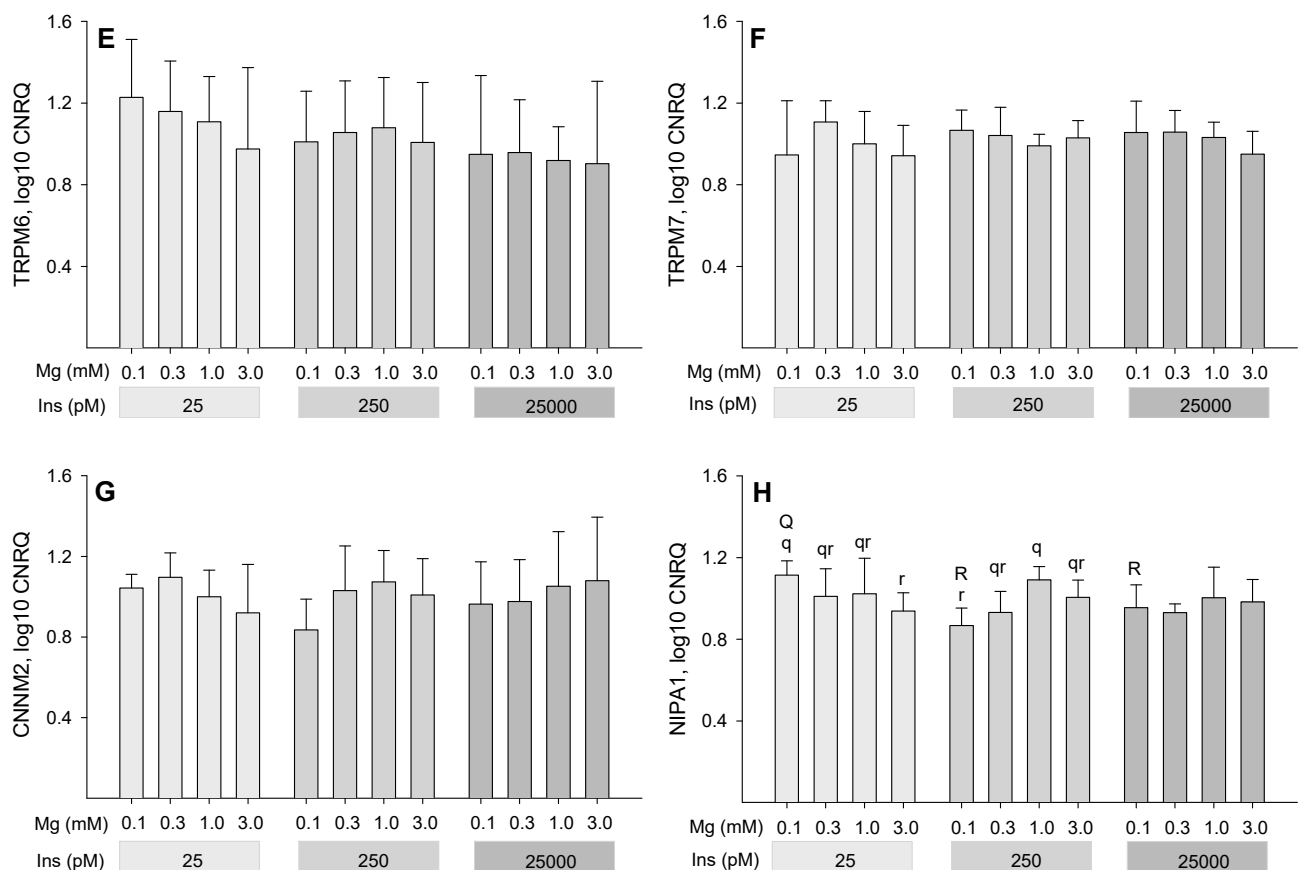 E
TRPM6, log10 CNRQ
1.6
1.2
0.8
0.4
Mg (mM) 0.1 0.3 1.0 3.0 0.1 0.3 1.0 3.0 0.1 0.3 1.0 3.0
Ins (pM) 25 250 25000
F
TRPM7, log10 CNRQ
1.6
1.2
0.8
0.4
Mg (mM) 0.1 0.3 1.0 3.0 0.1 0.3 1.0 3.0 0.1 0.3 1.0 3.0
Ins (pM) 25 250 25000
G
CNNM2, log10 CNRQ
1.6
1.2
0.8
0.4
Mg (mM) 0.1 0.3 1.0 3.0 0.1 0.3 1.0 3.0 0.1 0.3 1.0 3.0
Ins (pM) 25 250 25000
H
NIPA1, log10 CNRQ
1.6
1.2
0.8
0.4
Q
q qr qr r
R
r qr q qr
R
Mg (mM) 0.1 0.3 1.0 3.0 0.1 0.3 1.0 3.0 0.1 0.3 1.0 3.0
Ins (pM) 25 250 25000